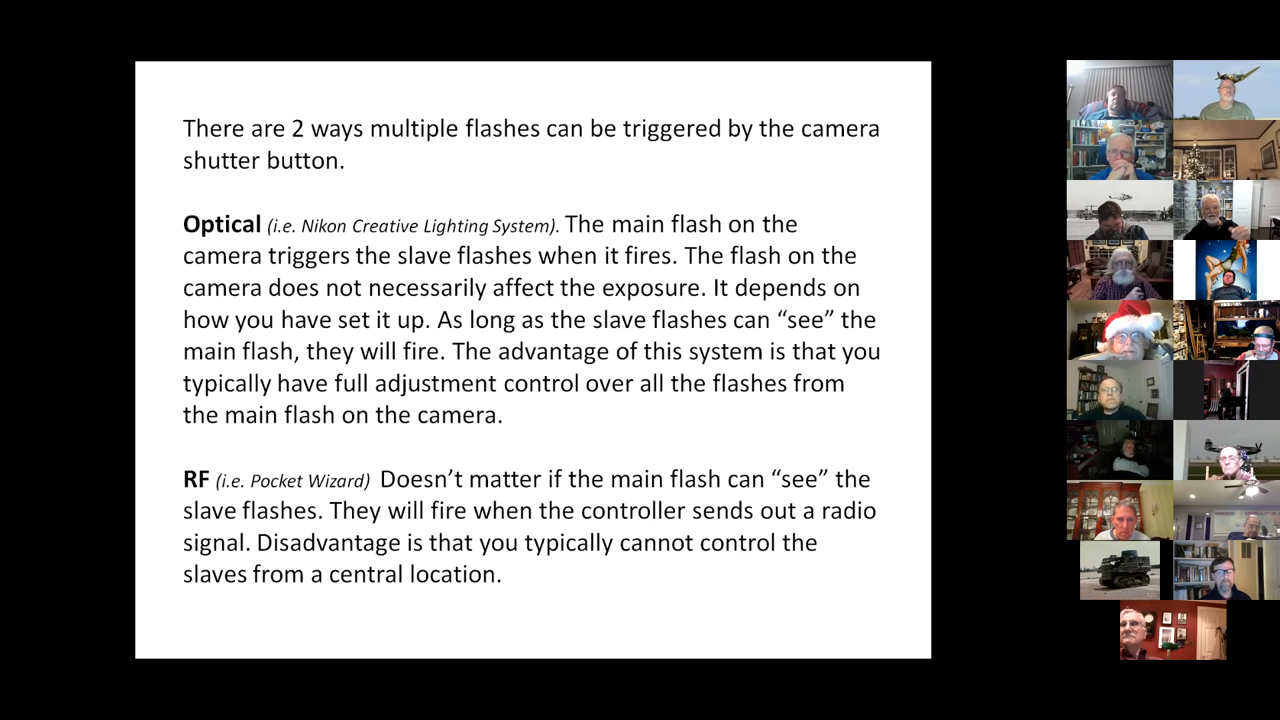 There are 2 ways multiple flashes can be triggered by the camera
shutter button.
Optical (i.e. Nikon Creative Lighting System). The main flash on the
camera triggers the slave flashes when it fires. The flash on the
camera does not necessarily affect the exposure. It depends on
how you have set it up. As long as the slave flashes can “see” the
main flash, they will fire. The advantage of this system is that you
typically have full adjustment control over all the flashes from
the main flash on the camera.
RF (i.e. Pocket Wizard) Doesn’t matter if the main flash can “see” the
slave flashes. They will fire when the controller sends out a radio
signal. Disadvantage is that you typically cannot control the
slaves from a central location.